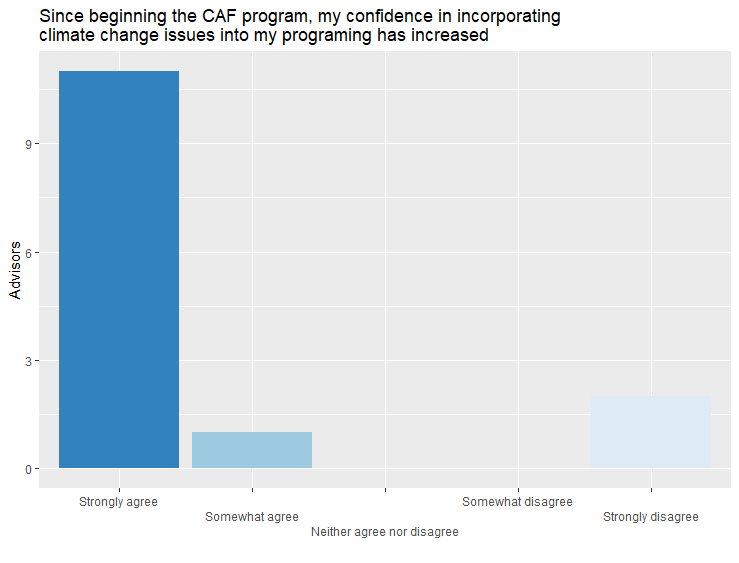 Since beginning the CAF program, my confidence in incorporating
climate change issues into my programing has increased
Advisors
9
6
3
0
Strongly agree
Somewhat agree
Neither agree nor disagree
Somewhat disagree
Strongly disagree